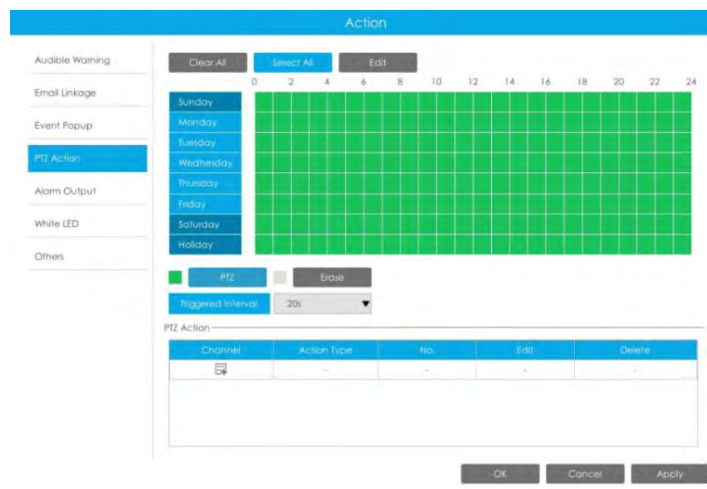 Action
Audible Warning
Email Linkage
Event Popup
PTZ Action
Alarm Output
White LED
Others
Clear All Select All Edit
0 2 4 6 8 10 12 14 16 18 20 22 24
Sunday
Monday
Tuesday
Wednesday
Thursday
Friday
Saturday
Holiday
PTZ Erase
Triggered Interval 20s
PTZ Action
Channel Action Type No. Edit Delete
- - - -
OK Cancel Apply